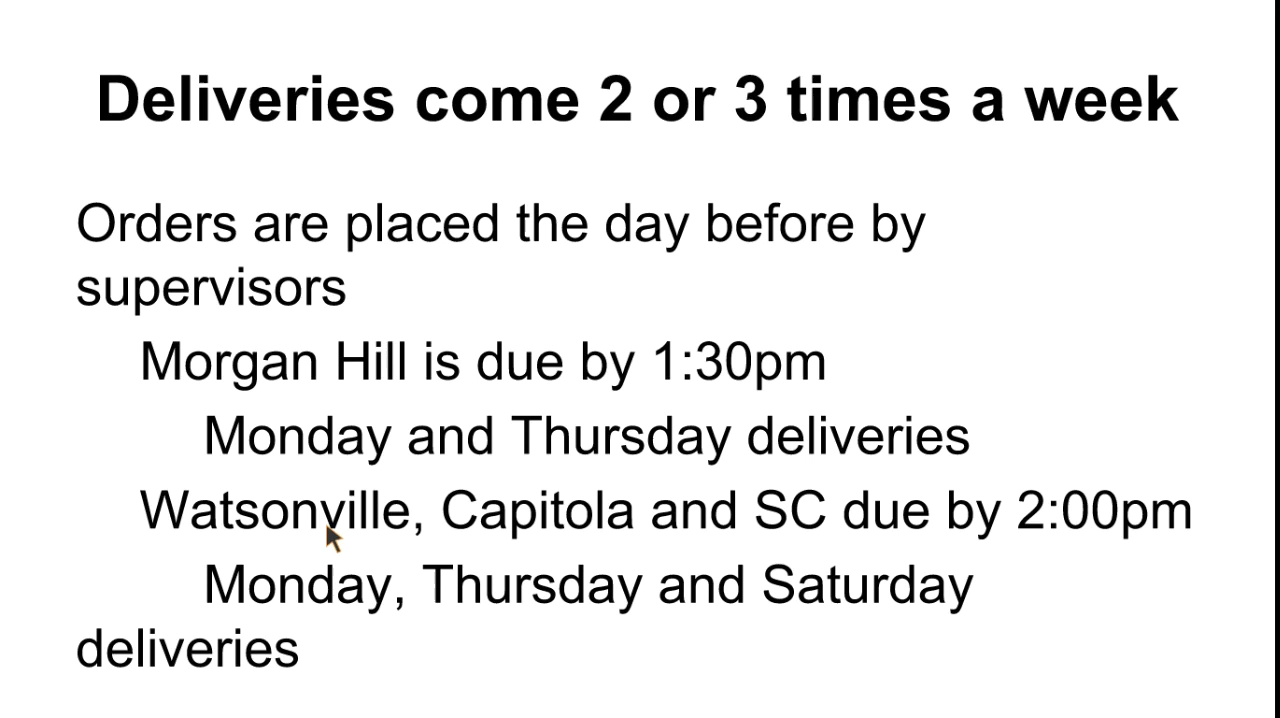 Deliveries come 2 or 3 times a week
Orders are placed the day before by
supervisors
Morgan Hill is due by 1:30pm
Monday and Thursday deliveries
Watsonville, Capitola and SC due by 2:00pm
Monday, Thursday and Saturday
deliveries